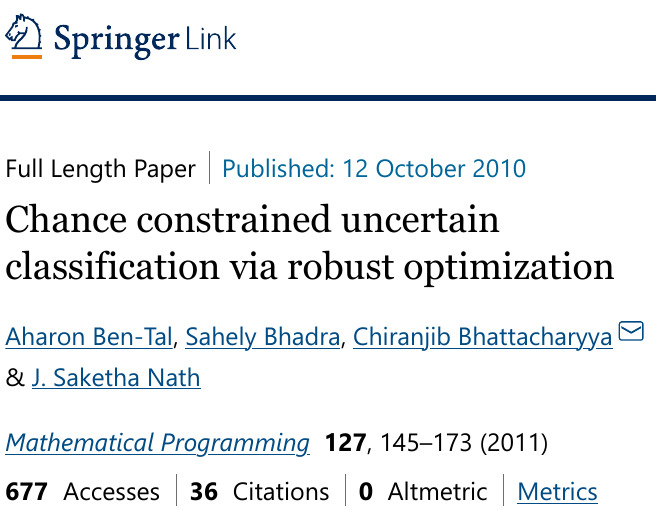 Springer Link
Full Length Paper | Published: 12 October 2010
Chance constrained uncertain
classification via robust optimization
Aharon Ben-Tal, Sahely Bhadra, Chiranjib Bhattacharyya
& J. Saketha Nath
Mathematical Programming 127, 145–173 (2011)
677 Accesses | 36 Citations | 0 Altmetric | Metrics